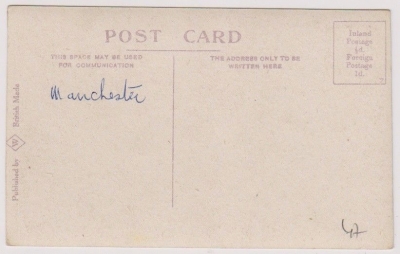 POST CARD
THIS SPACE MAY BE USED
FOR COMMUNICATION
THE ADDRESS ONLY TO BE
WRITTEN HERE.
Inland
Postage
½d.
Foreign
Postage
1d.
Manchester
Published by W British Made
47